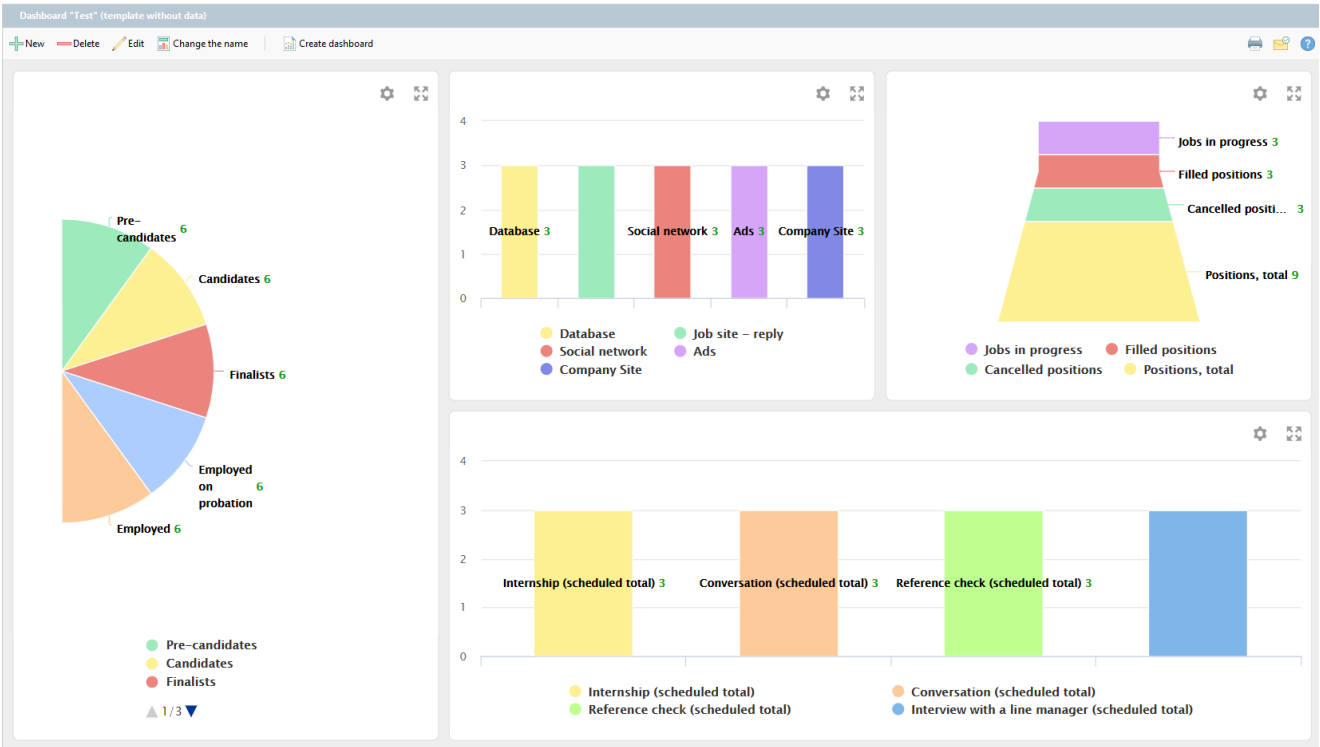 Dashboard "Test" (template without data)
New Delete Edit Change the name Create dashboard
?
Pre-
candidates 6
Candidates 6
Finalists 6
Employed
on
probation 6
Employed 6
Pre-candidates
Candidates
Finalists
1/3
4
3
2
1
0
Database 3
Social network 3
Ads 3
Company Site 3
Database
Job site – reply
Social network
Ads
Company Site
Jobs in progress 3
Filled positions 3
Cancelled positi... 3
Positions, total 9
Jobs in progress
Filled positions
Cancelled positions
Positions, total
4
3
2
1
0
Internship (scheduled total) 3
Conversation (scheduled total) 3
Reference check (scheduled total) 3
Internship (scheduled total)
Conversation (scheduled total)
Reference check (scheduled total)
Interview with a line manager (scheduled total)